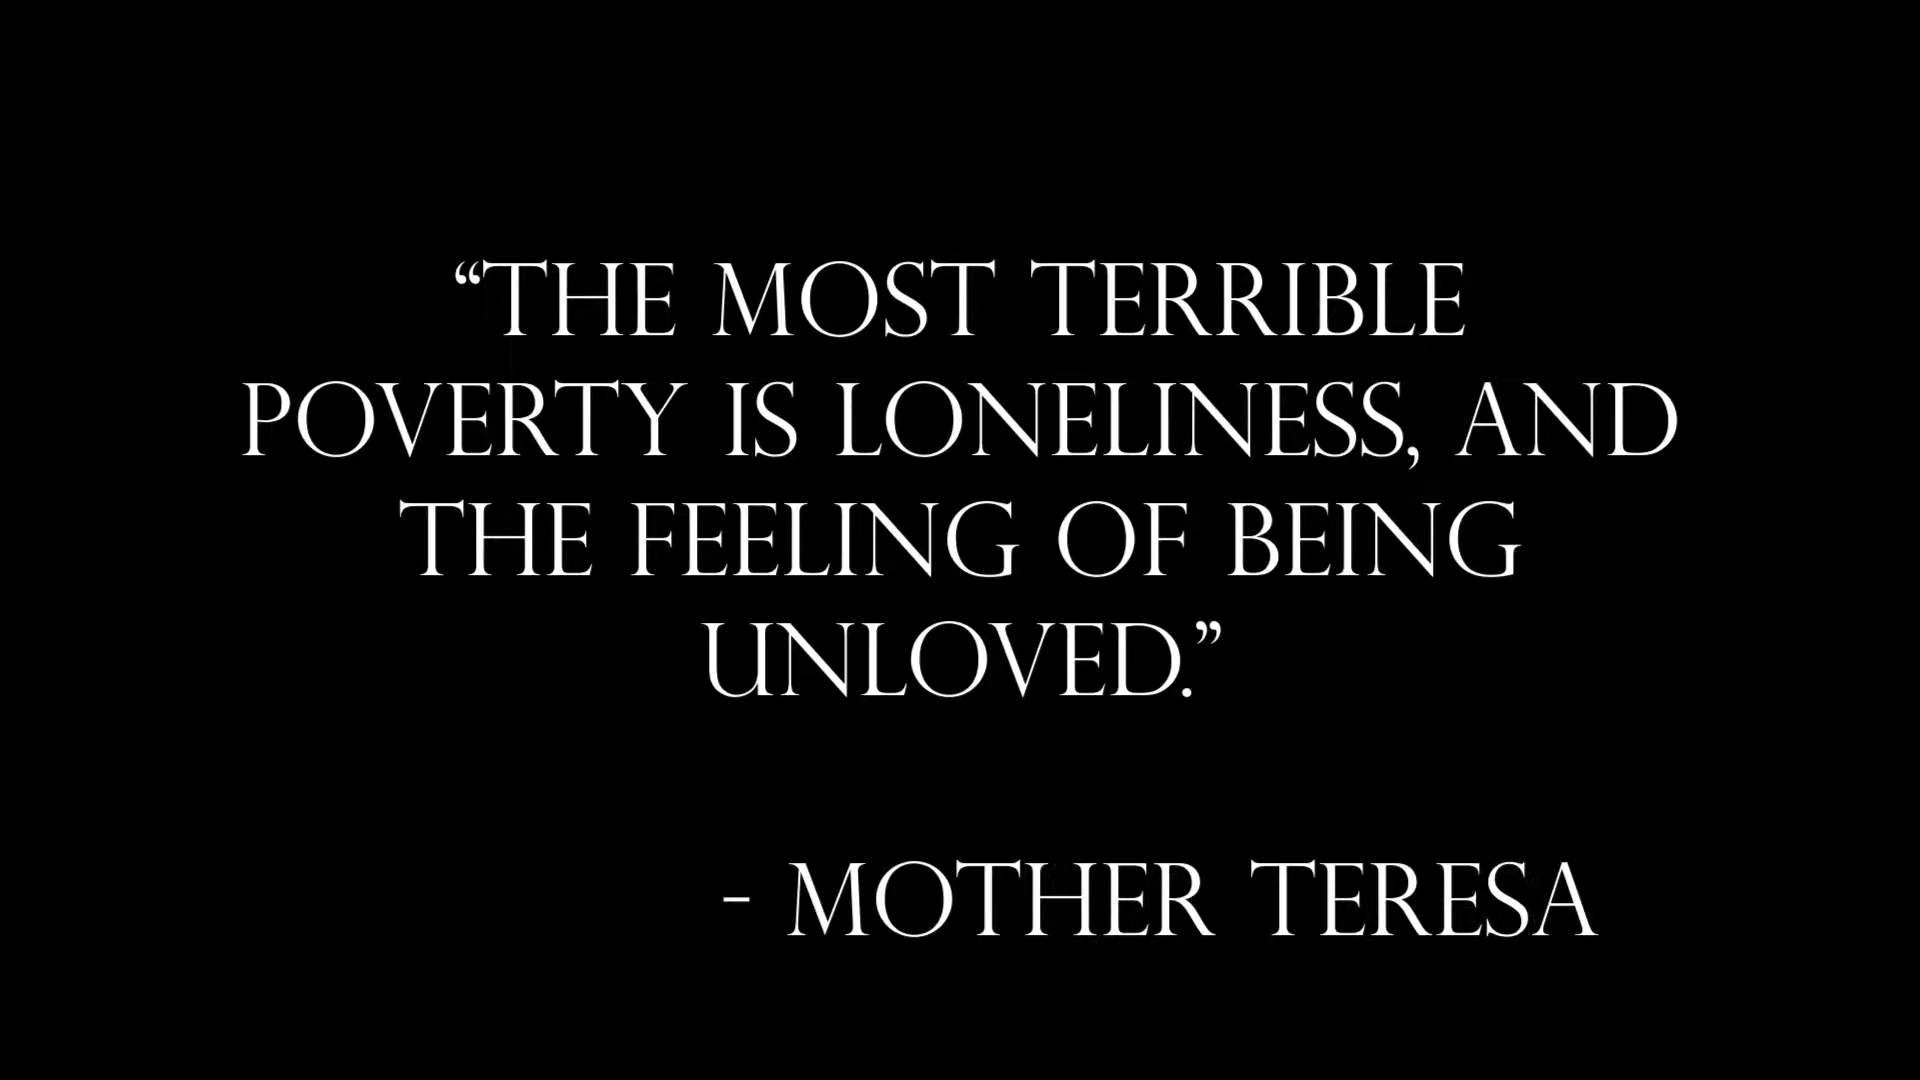 “THE MOST TERRIBLE
POVERTY IS LONELINESS, AND
THE FEELING OF BEING
UNLOVED.”
- MOTHER TERESA